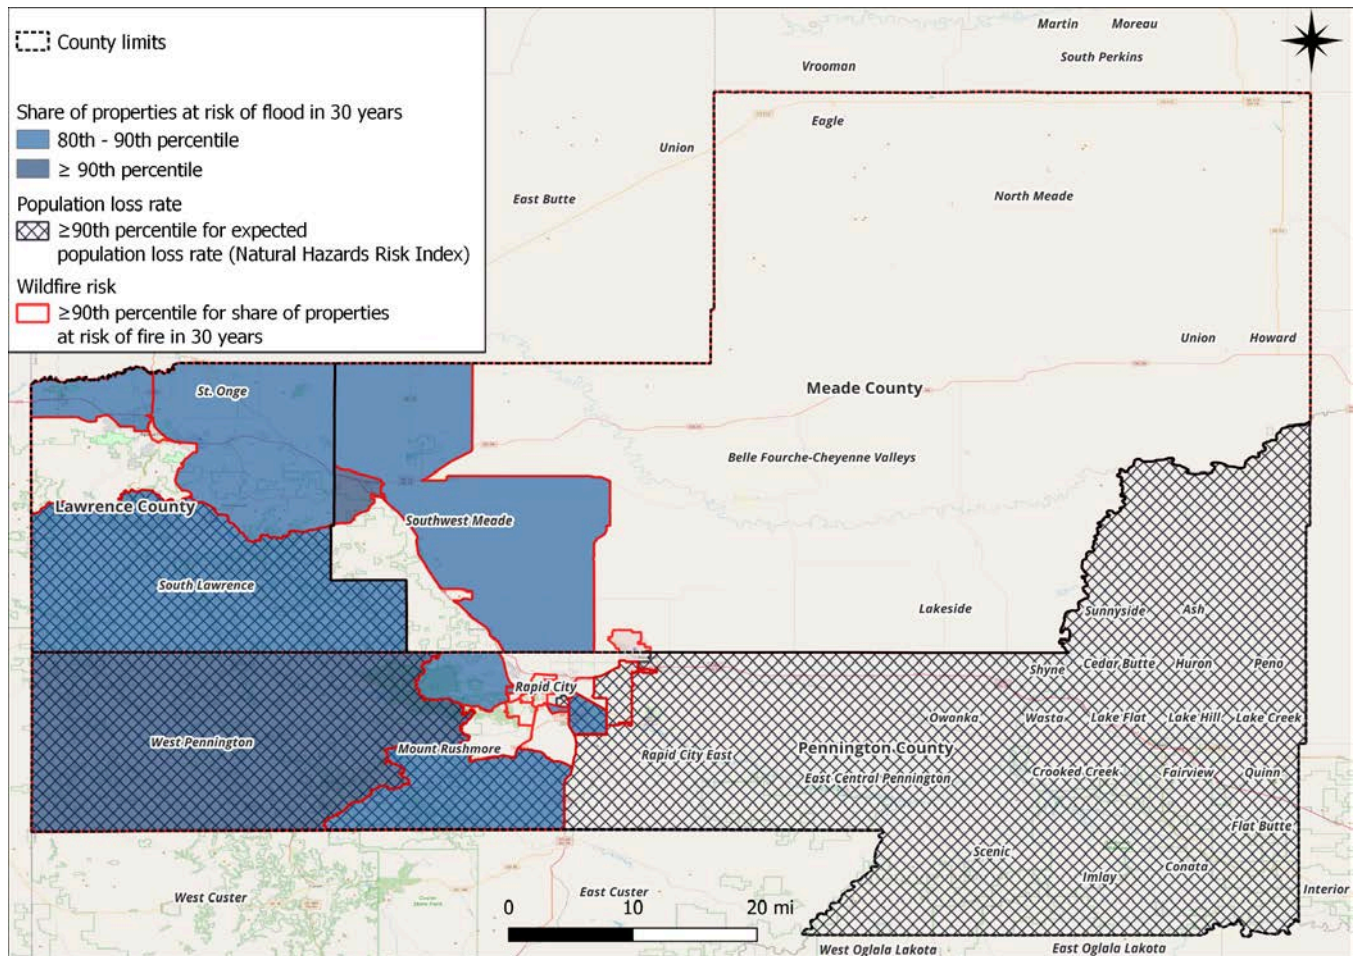 County limits
Share of properties at risk of flood in 30 years
80th - 90th percentile
≥ 90th percentile
Population loss rate
≥90th percentile for expected
population loss rate (Natural Hazards Risk Index)
Wildfire risk
≥90th percentile for share of properties
at risk of fire in 30 years
Martin Moreau
South Perkins
Vrooman
Eagle
Union
East Butte
North Meade
Union Howard
St. Onge
Meade County
Belle Fourche-Cheyenne Valleys
Lawrence County
Southwest Meade
South Lawrence
Lakeside
Sunnyside Ash
Shyne Cedar Butte Huron Peno
Rapid City
Owanka Wasta Lake Flat Lake Hill Lake Creek
West Pennington
Mount Rushmore
Rapid City East
Pennington County
East Central Pennington
Crooked Creek Fairview Quinn
Flat Butte
Scenic
Conata
Imlay
Interior
West Custer
East Custer
0 10 20 mi
West Oglala Lakota
East Oglala Lakota